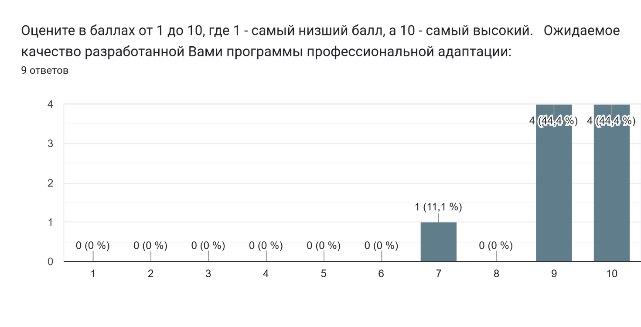 Оцените в баллах от 1 до 10, где 1 - самый низший балл, а 10 - самый высокий.   Ожидаемое
качество разработанной Вами программы профессиональной адаптации:
9 ответов
4
3
2
1
0
0 (0 %) 0 (0 %) 0 (0 %) 0 (0 %) 0 (0 %) 0 (0 %) 1 (11,1 %) 0 (0 %) 4 (44,4 %) 4 (44,4 %)
1 2 3 4 5 6 7 8 9 10